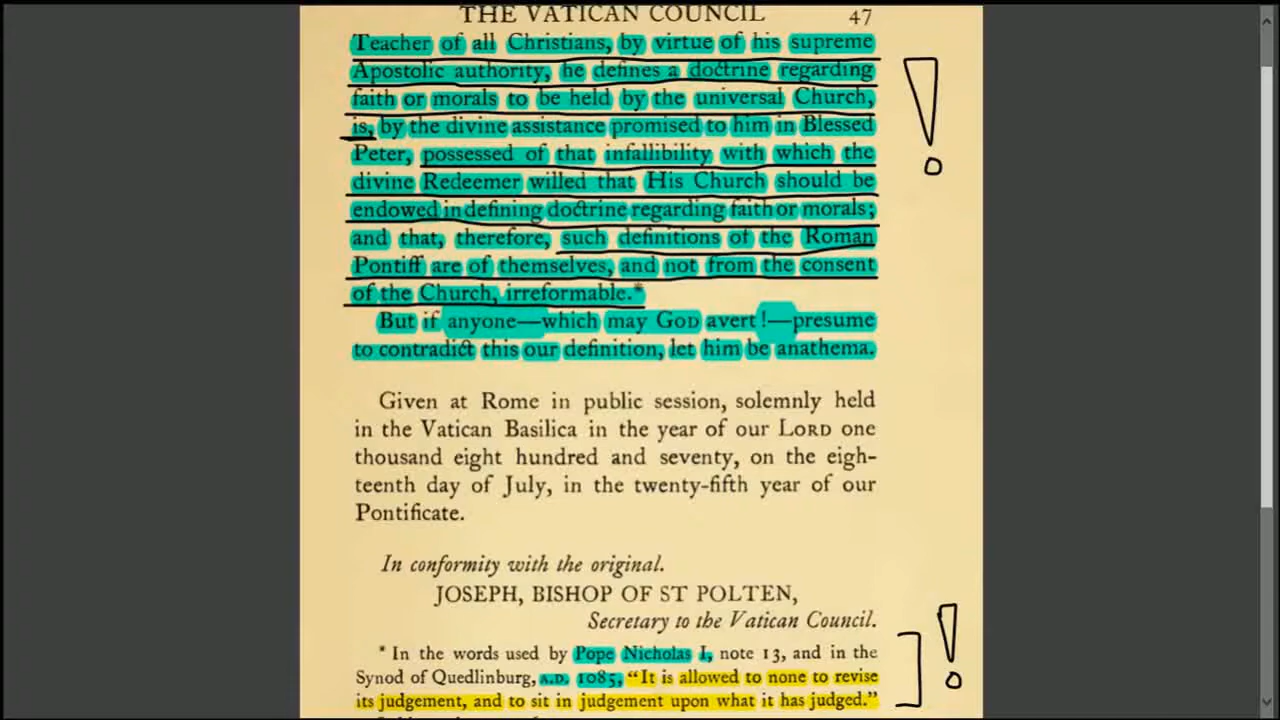 THE VATICAN COUNCIL 47
Teacher of all Christians, by virtue of his supreme
Apostolic authority, he defines a doctrine regarding
faith or morals to be held by the universal Church,
is, by the divine assistance promised to him in Blessed
Peter, possessed of that infallibility with which the
divine Redeemer willed that His Church should be
endowed in defining doctrine regarding faith or morals;
and that, therefore, such definitions of the Roman
Pontiff are of themselves, and not from the consent
of the Church, irreformable.*
But if anyone—which may God avert!—presume
to contradict this our definition, let him be anathema.
Given at Rome in public session, solemnly held
in the Vatican Basilica in the year of our Lord one
thousand eight hundred and seventy, on the eigh-
teenth day of July, in the twenty-fifth year of our
Pontificate.
In conformity with the original.
JOSEPH, BISHOP OF ST POLTEN,
Secretary to the Vatican Council.
* In the words used by Pope Nicholas I, note 13, and in the
Synod of Quedlinburg, A.D. 1085, “It is allowed to none to revise
its judgement, and to sit in judgement upon what it has judged.”